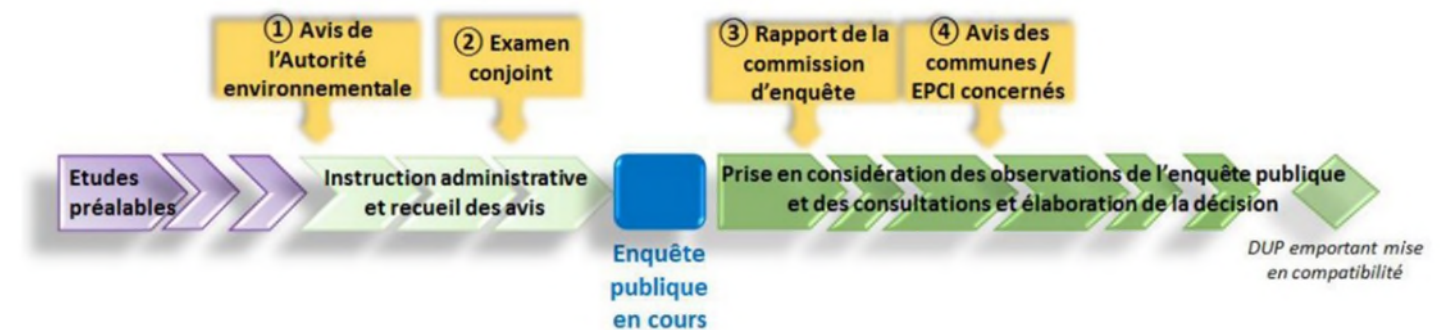 ① Avis de
l'Autorité
environnementale
② Examen
conjoint
③ Rapport de la
commission
d'enquête
④ Avis des
communes /
EPCI concernés
Etudes
préalables
Instruction administrative
et recueil des avis
Enquête
publique
en cours
Prise en considération des observations de l'enquête publique
et des consultations et élaboration de la décision
DUP emportant mise
en compatibilité